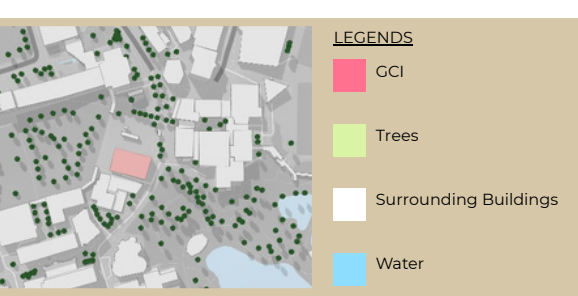 LEGENDS
GCI
Trees
Surrounding Buildings
Water